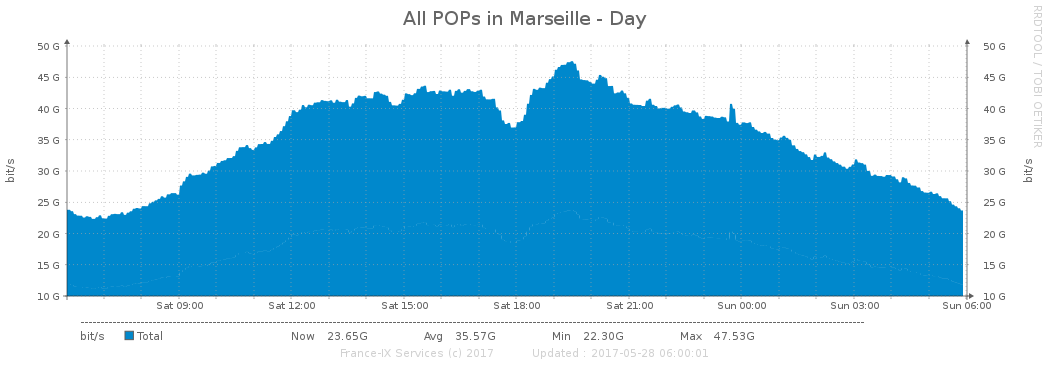 All POPs in Marseille - Day
RRDTOOL / TOBI OETIKER
bit/s
50 G
45 G
40 G
35 G
30 G
25 G
20 G
15 G
10 G
50 G
45 G
40 G
35 G
30 G
25 G
20 G
15 G
10 G
bit/s
Sat 09:00 Sat 12:00 Sat 15:00 Sat 18:00 Sat 21:00 Sun 00:00 Sun 03:00 Sun 06:00
bit/s Total Now 23.65G Avg 35.57G Min 22.30G Max 47.53G
France-IX Services (c) 2017 Updated : 2017-05-28 06:00:01